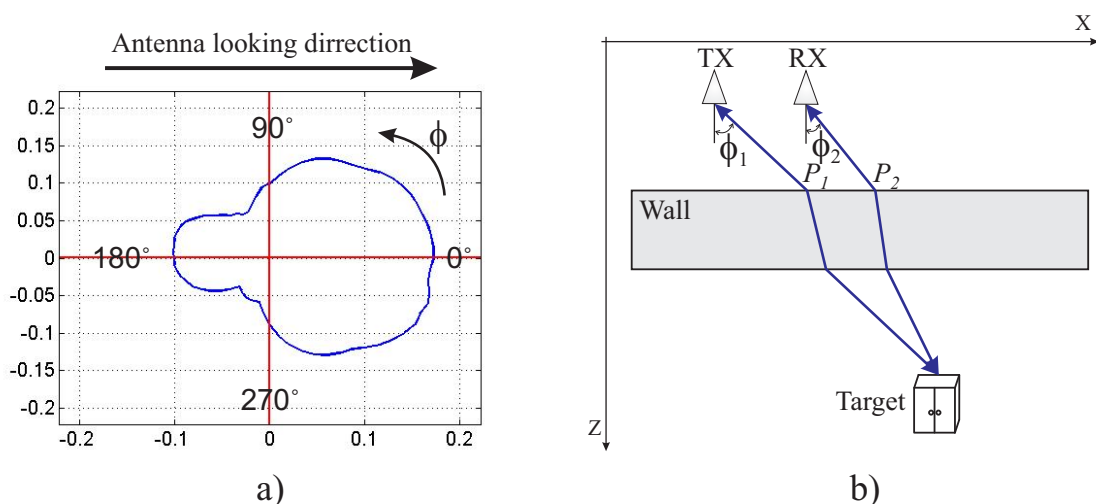 Antenna looking dirrection
0.2
0.15
0.1
0.05
0
-0.05
-0.1
-0.15
-0.2
-0.2
-0.1
0
0.1
0.2
90°
ϕ
180°
0°
270°
a)
X
TX
RX
ϕ1
ϕ2
P1
P2
Wall
Target
Z
b)